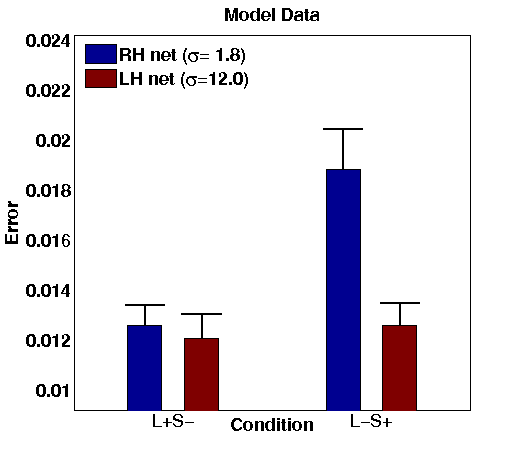 Model Data
0.024
0.022
0.02
0.018
0.016
0.014
0.012
0.01
Error
RH net (σ= 1.8)
LH net (σ=12.0)
L+S−
L−S+
Condition